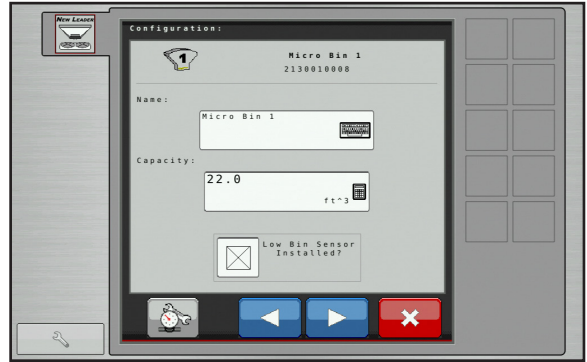 NEW LEADER
Configuration:
1
Micro Bin 1
2130010008
Name:
Micro Bin 1
Capacity:
22.0
ft^3
Low Bin Sensor
Installed?